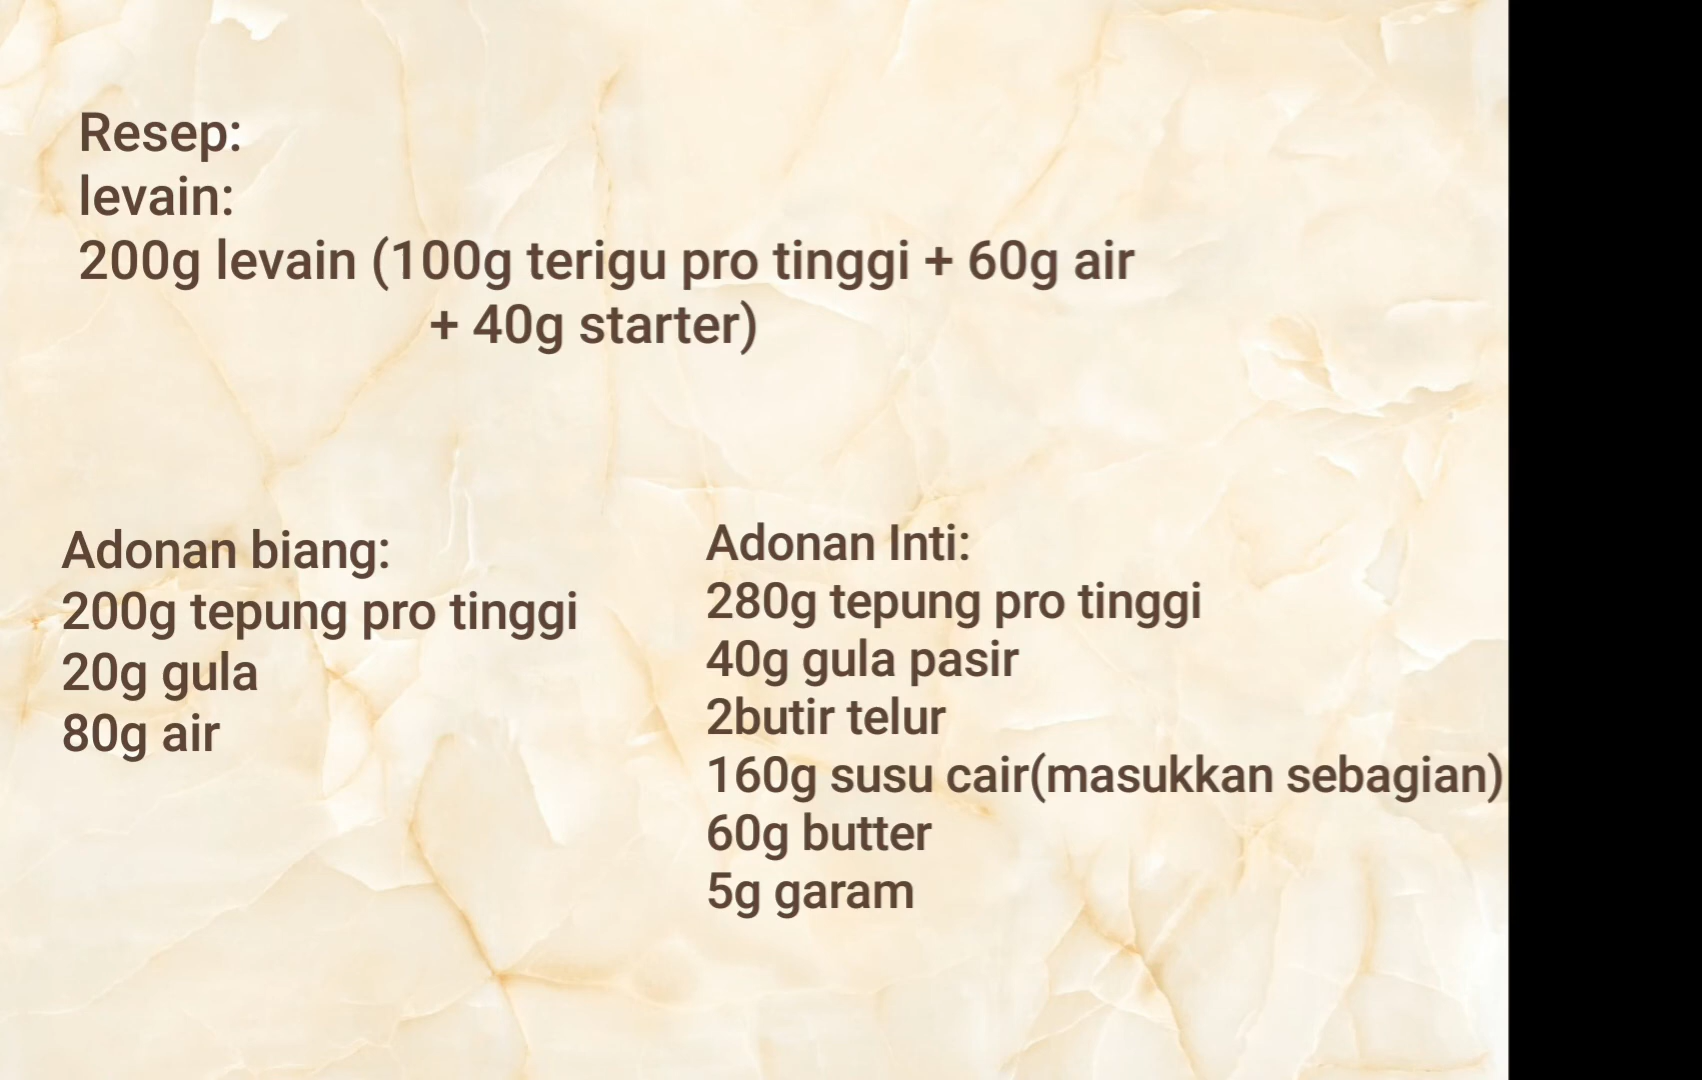 Resep:
levain:
200g levain (100g terigu pro tinggi + 60g air
+ 40g starter)
Adonan biang:
200g tepung pro tinggi
20g gula
80g air
Adonan Inti:
280g tepung pro tinggi
40g gula pasir
2butir telur
160g susu cair(masukkan sebagian)
60g butter
5g garam